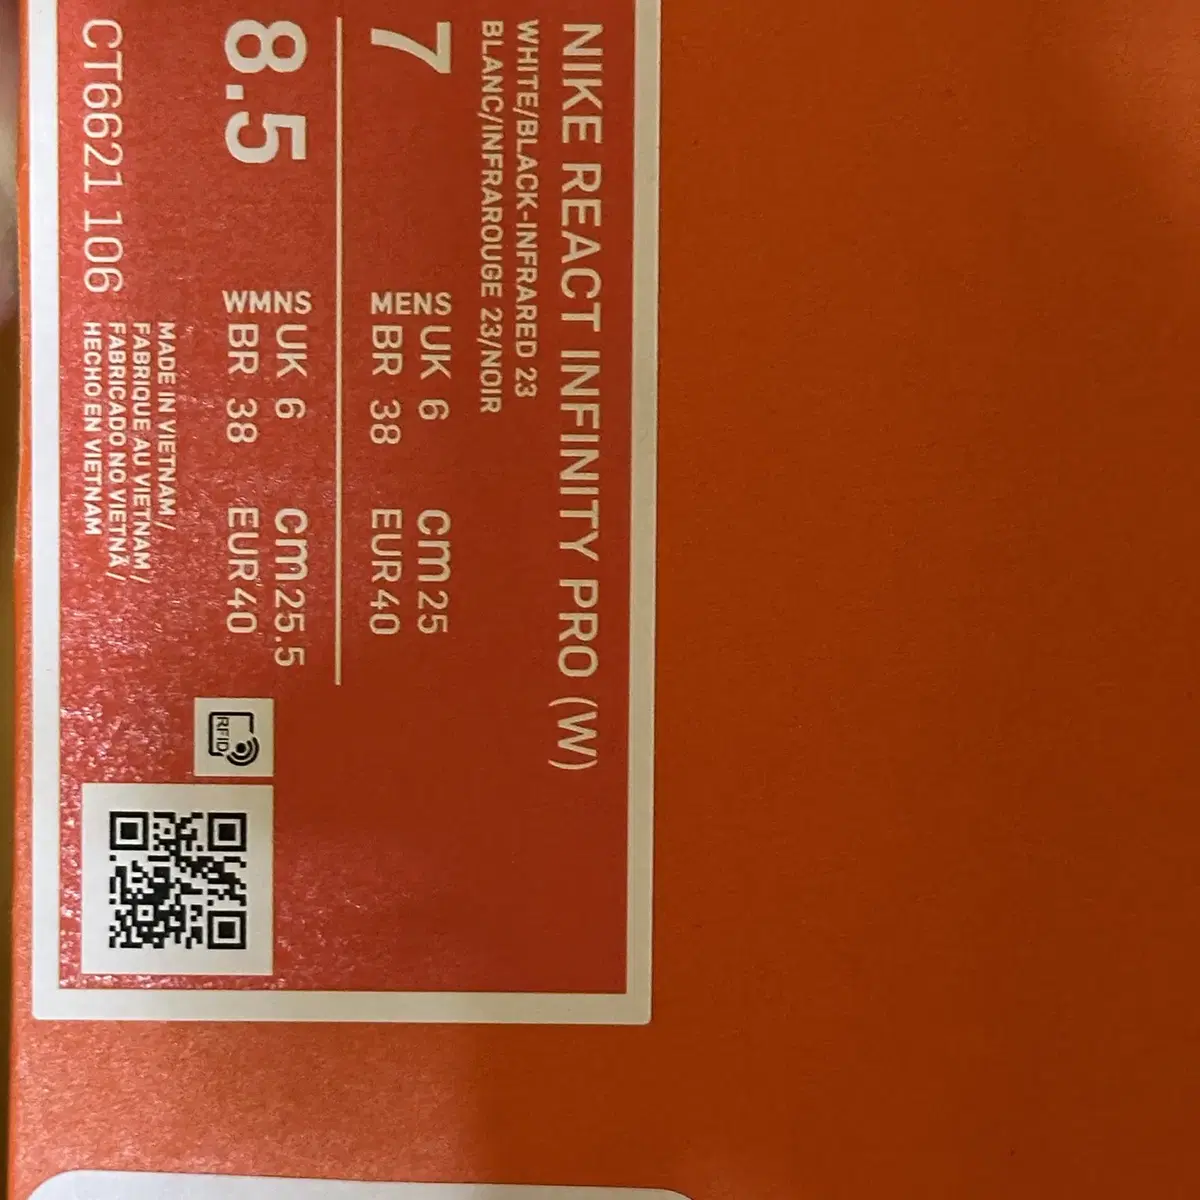 NIKE REACT INFINITY PRO (W)
WHITE/BLACK-INFRARED 23
BLANC/INFRAROUGE 23/NOIR
7 MENS UK 6 cm 25
BR 38 EUR 40
8.5 WMNS UK 6 cm 25.5
BR 38 EUR 40
RFID
MADE IN VIETNAM/
FABRIQUE AU VIETNAM/
FABRICADO NO VIETNÃ/
HECHO EN VIETNAM
CT6621 106